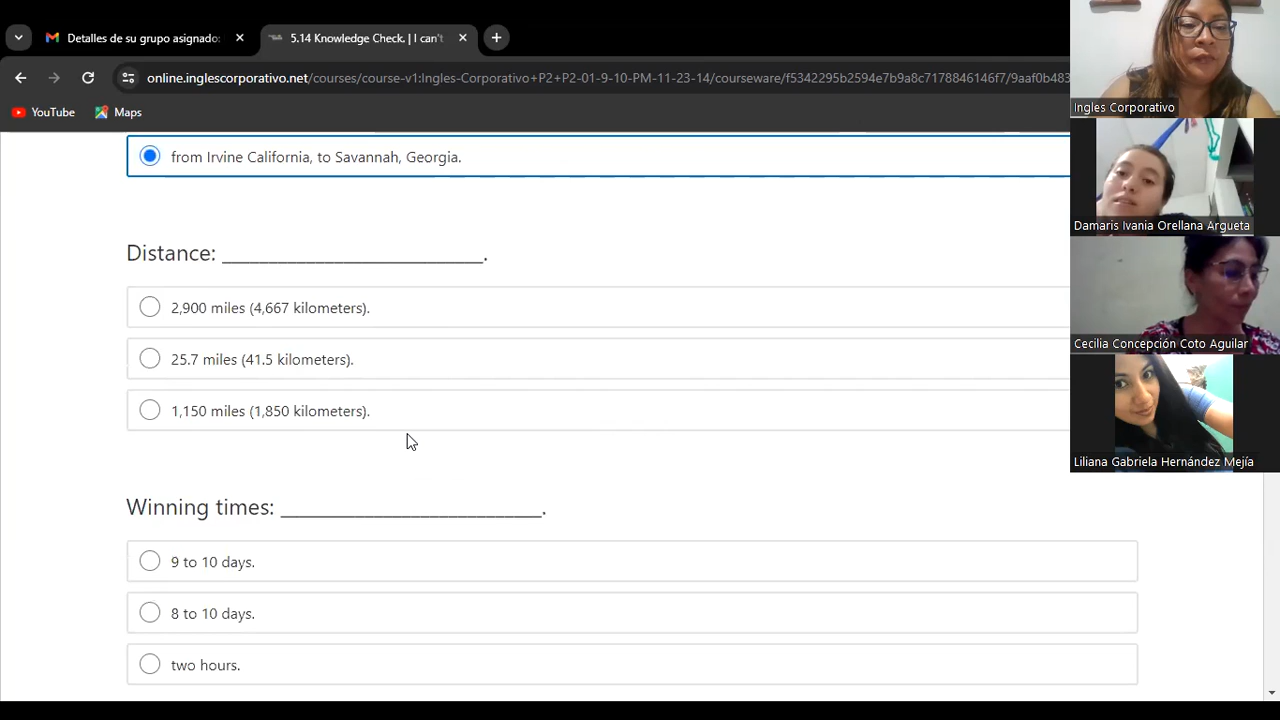 Detalles de su grupo asignado:
5.14 Knowledge Check. | I can't
online.inglescorporativo.net/courses/course-v1:Ingles-Corporativo+P2+P2-01-9-10-PM-11-23-14/courseware/f5342295b2594e7b9a8c7178846146f7/9aaf0b483
YouTube
Maps
from Irvine California, to Savannah, Georgia.
Distance: ____________________________.
2,900 miles (4,667 kilometers).
25.7 miles (41.5 kilometers).
1,150 miles (1,850 kilometers).
Winning times: ____________________________.
9 to 10 days.
8 to 10 days.
two hours.
Ingles Corporativo
Damaris Ivania Orellana Argueta
Cecilia Concepción Coto Aguilar
Liliana Gabriela Hernández Mejía